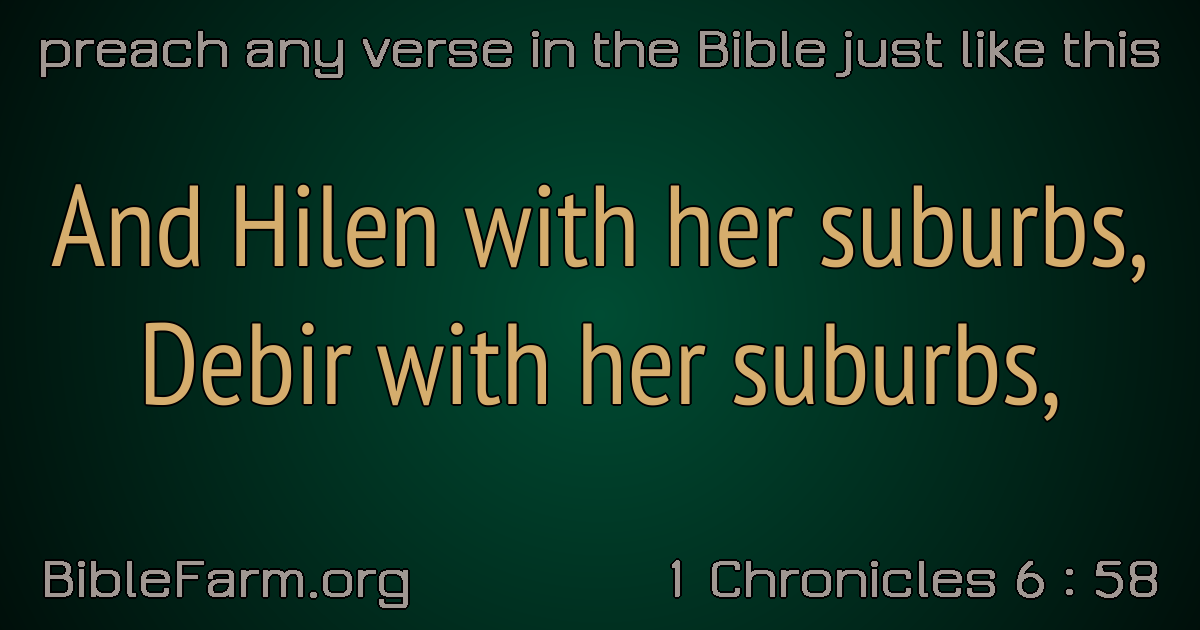 preach any verse in the Bible just like this
And Hilen with her suburbs,
Debir with her suburbs,
BibleFarm.org
1 Chronicles 6 : 58